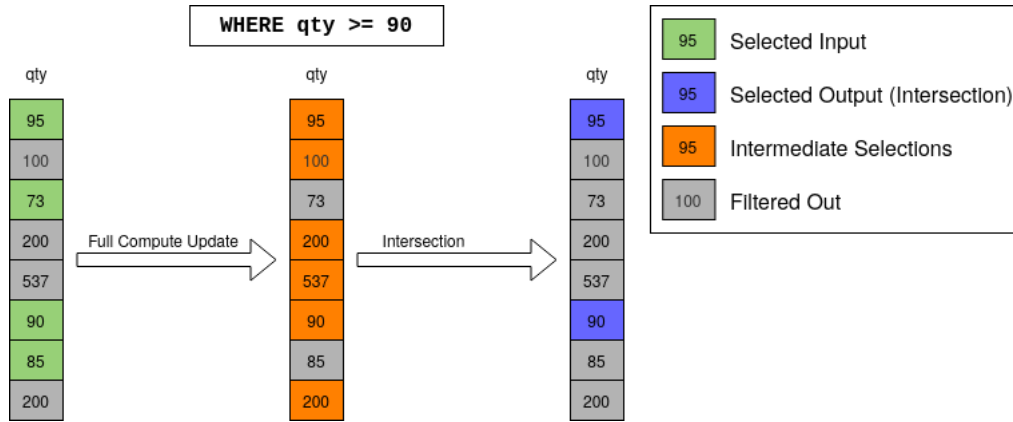 WHERE qty >= 90
qty
95
100
73
200
537
90
85
200
Full Compute Update
qty
95
100
73
200
537
90
85
200
Intersection
qty
95
100
73
200
537
90
85
200
95 Selected Input
95 Selected Output (Intersection)
95 Intermediate Selections
100 Filtered Out